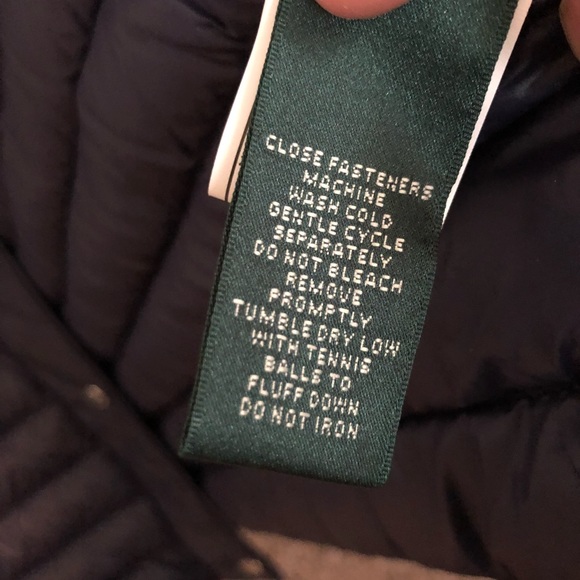 CLOSE FASTENERS
MACHINE
WASH COLD
GENTLE CYCLE
SEPARATELY
DO NOT BLEACH
REMOVE
PROMPTLY
TUMBLE DRY LOW
WITH TENNIS
BALLS TO
FLUFF DOWN
DO NOT IRON